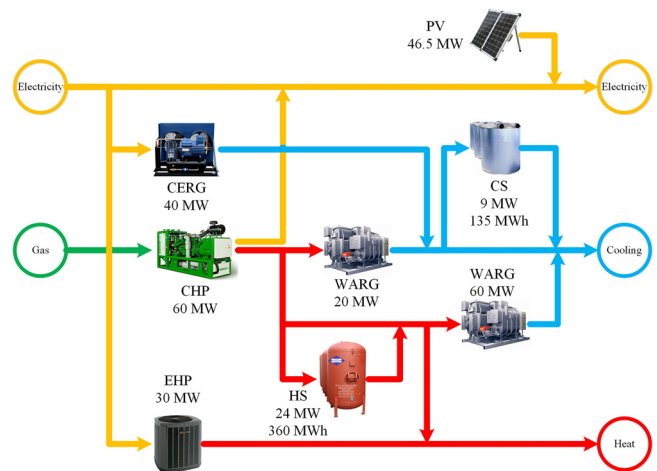 PV
46.5 MW
Electricity
Electricity
CERG
40 MW
CS
9 MW
135 MWh
Gas
CHP
60 MW
WARG
20 MW
WARG
60 MW
Cooling
EHP
30 MW
HS
24 MW
360 MWh
Heat